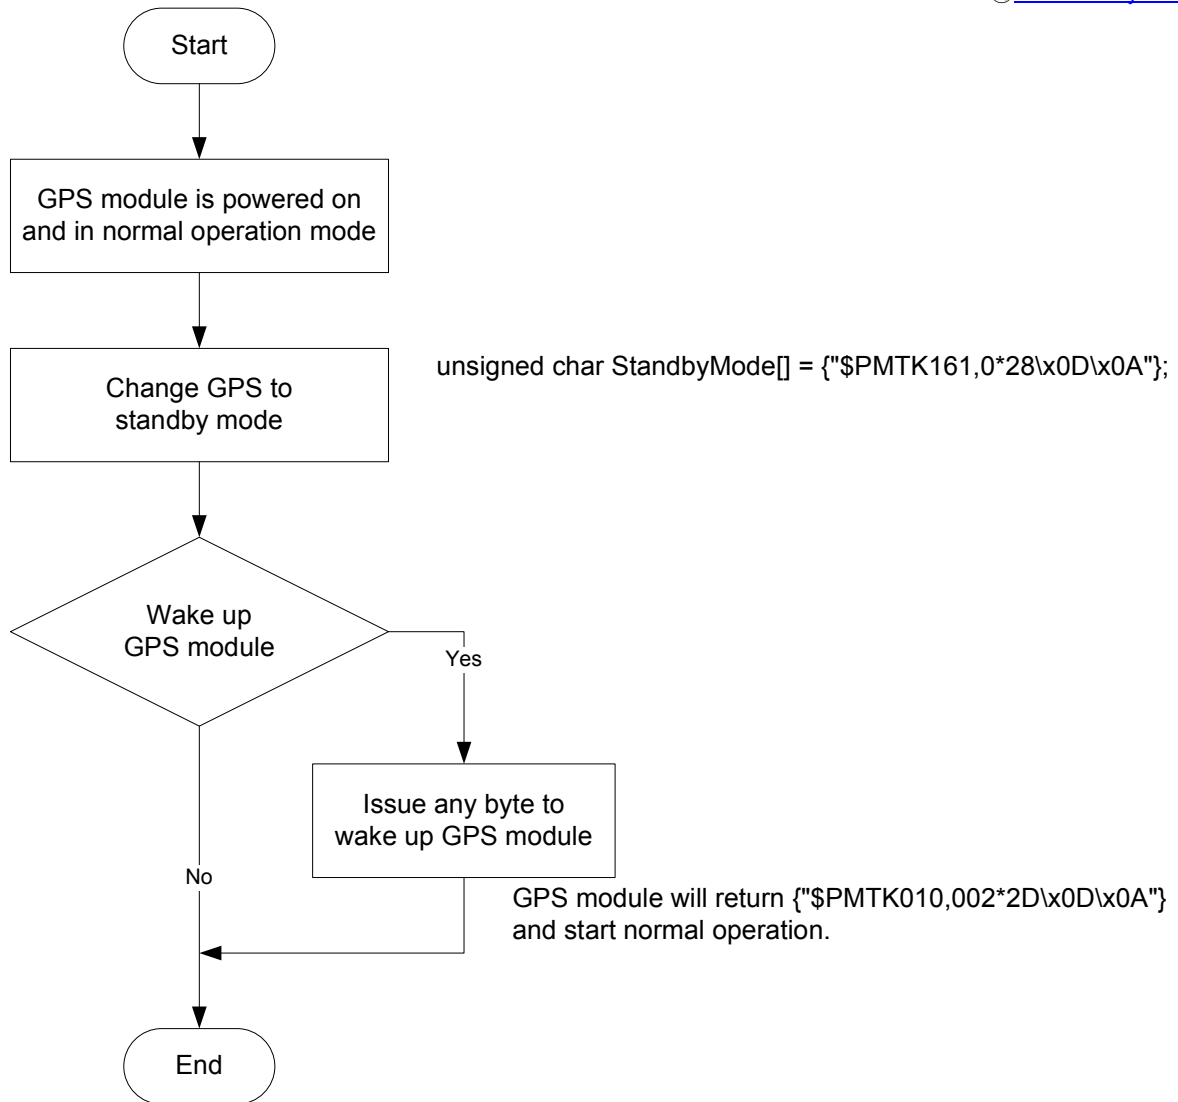 Start
GPS module is powered on
and in normal operation mode
Change GPS to
standby mode
unsigned char StandbyMode[] = {"$PMTK161,0*28\x0D\x0A"};
Wake up
GPS module
Yes
Issue any byte to
wake up GPS module
No
GPS module will return {"$PMTK010,002*2D\x0D\x0A"}
and start normal operation.
End